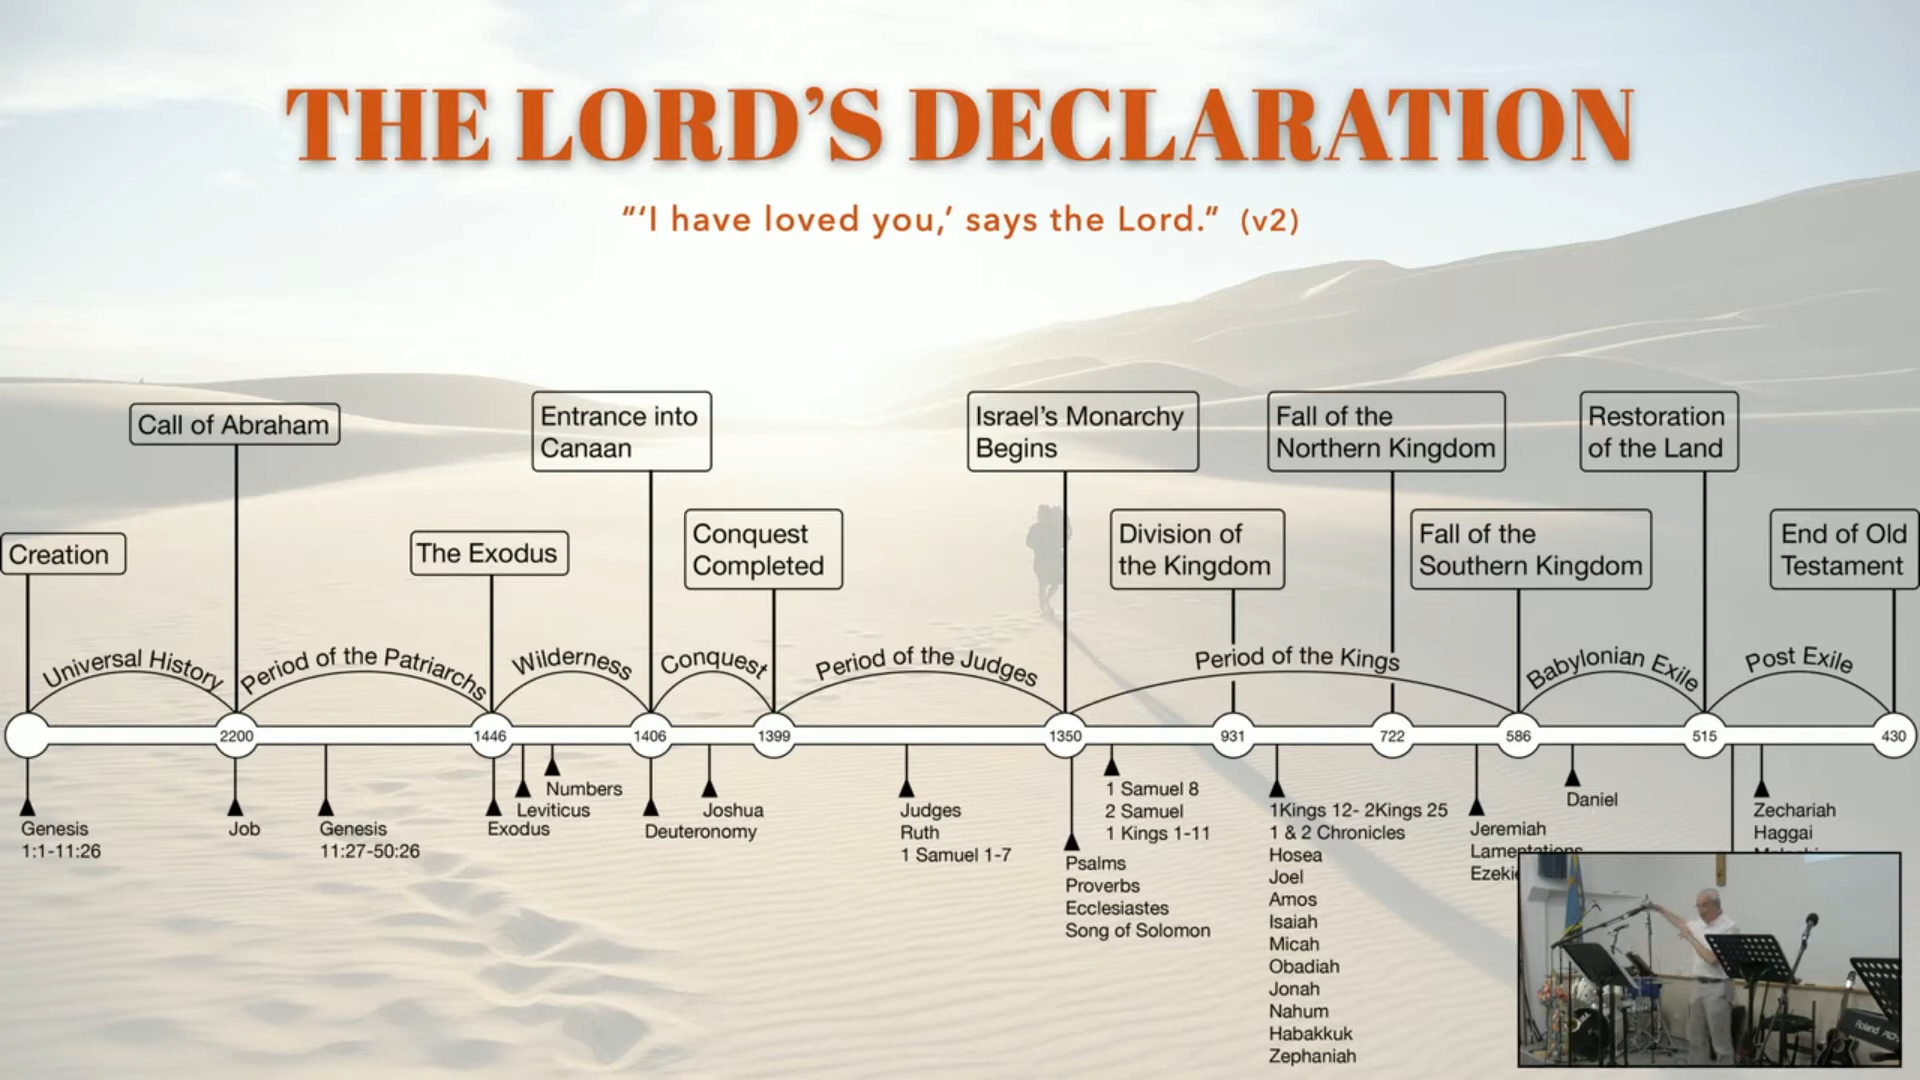 THE LORD’S DECLARATION
“‘I have loved you,’ says the Lord.” (v2)
Call of Abraham
Entrance into
Canaan
Israel’s Monarchy
Begins
Fall of the
Northern Kingdom
Restoration
of the Land
Creation
The Exodus
Conquest
Completed
Division of
the Kingdom
Fall of the
Southern Kingdom
End of Old
Testament
Universal History
Period of the Patriarchs
Wilderness
Conquest
Period of the Judges
Period of the Kings
Babylonian Exile
Post Exile
2200
1446
1406
1399
1350
931
722
586
515
430
Genesis
1:1-11:26
Job
Genesis
11:27-50:26
Numbers
Leviticus
Exodus
Joshua
Deuteronomy
Judges
Ruth
1 Samuel 1-7
1 Samuel 8
2 Samuel
1 Kings 1-11
Psalms
Proverbs
Ecclesiastes
Song of Solomon
1Kings 12- 2Kings 25
1 & 2 Chronicles
Hosea
Joel
Amos
Isaiah
Micah
Obadiah
Jonah
Nahum
Habakkuk
Zephaniah
Jeremiah
Lamentations
Ezekie
Daniel
Zechariah
Haggai
Roland